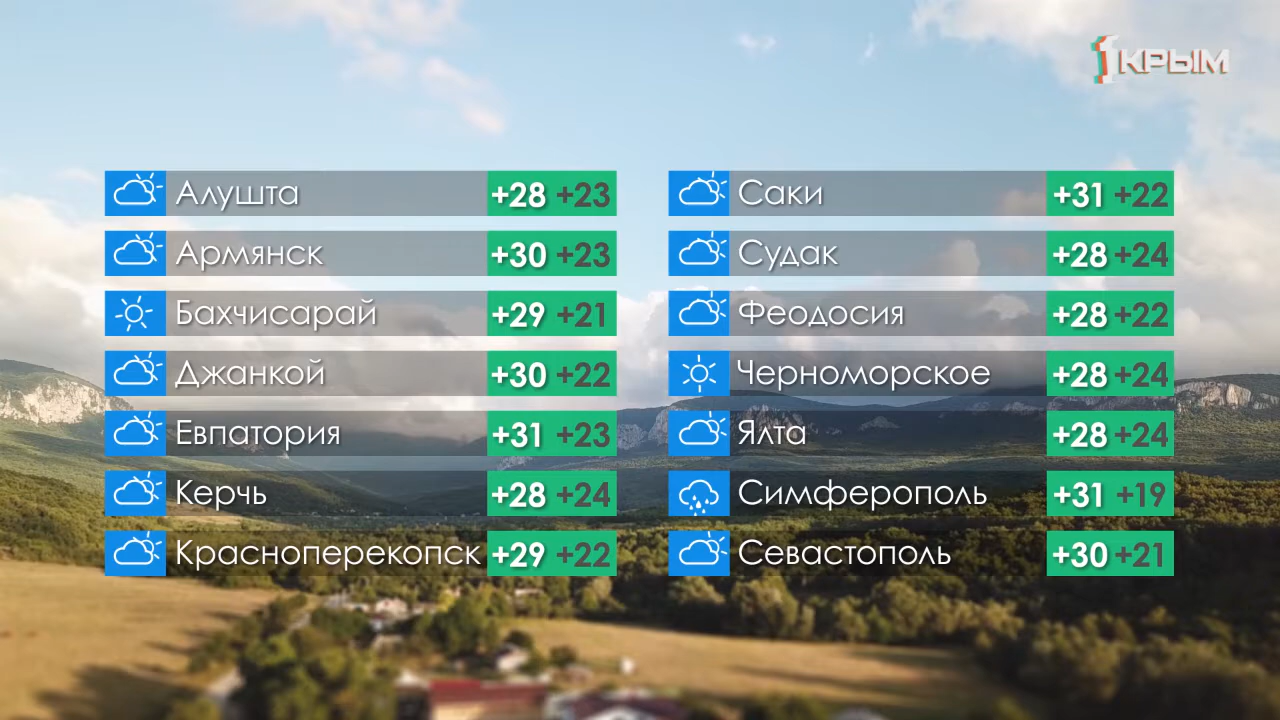 1 КРЫМ
Алушта +28 +23
Армянск +30 +23
Бахчисарай +29 +21
Джанкой +30 +22
Евпатория +31 +23
Керчь +28 +24
Красноперекопск +29 +22
Саки +31 +22
Судак +28 +24
Феодосия +28 +22
Черноморское +28 +24
Ялта +28 +24
Симферополь +31 +19
Севастополь +30 +21